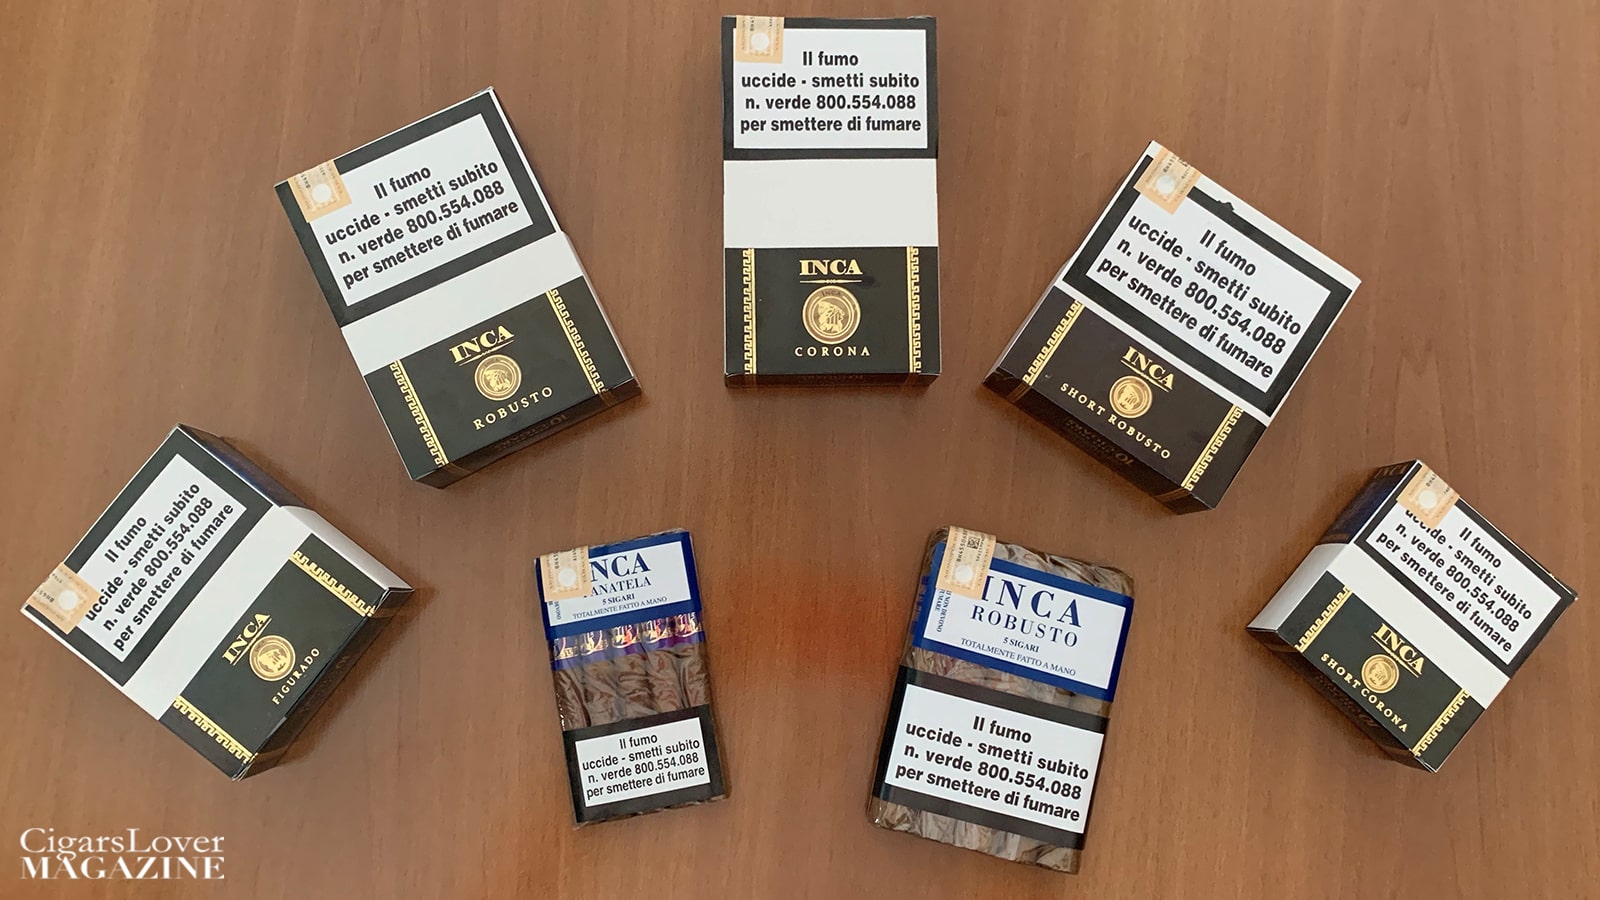 Il fumo
uccide - smetti subito
n. verde 800.554.088
per smettere di fumare
INCA
INCA
CORONA
Il fumo
uccide - smetti subito
n. verde 800.554.088
per smettere di fumare
INCA
ROBUSTO
10
Il fumo
uccide - smetti subito
n. verde 800.554.088
per smettere di fumare
INCA
SHORT ROBUSTO
10
Il fumo
uccide - smetti subito
n. verde 800.554.088
per smettere di fumare
INCA
FIGURADO
INCA
5 SIGARI
TOTALMENTE FATTO A MANO
Il fumo
uccide - smetti subito
n. verde 800.554.088
per smettere di fumare
INCA
ROBUSTO
5 SIGARI
TOTALMENTE FATTO A MANO
Il fumo
uccide - smetti subito
n. verde 800.554.088
per smettere di fumare
INCA
Il fumo
uccide - smetti subito
n. verde 800.554.088
per smettere di fumare
INCA
SHORT CORONA
CigarsLover
MAGAZINE